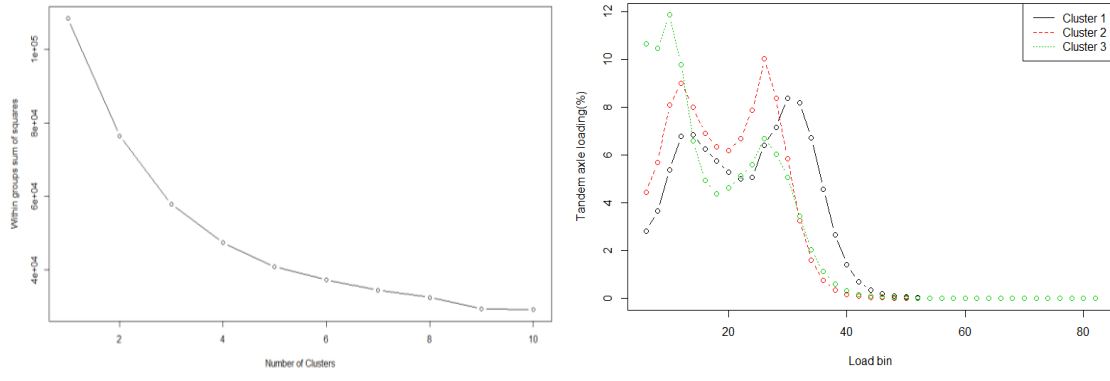 Within groups sum of squares
1e+05
8e+04
6e+04
4e+04
2 4 6 8 10
Number of Clusters
Tandem axle loading(%)
12
10
8
6
4
2
0
20 40 60 80
Load bin
Cluster 1
Cluster 2
Cluster 3